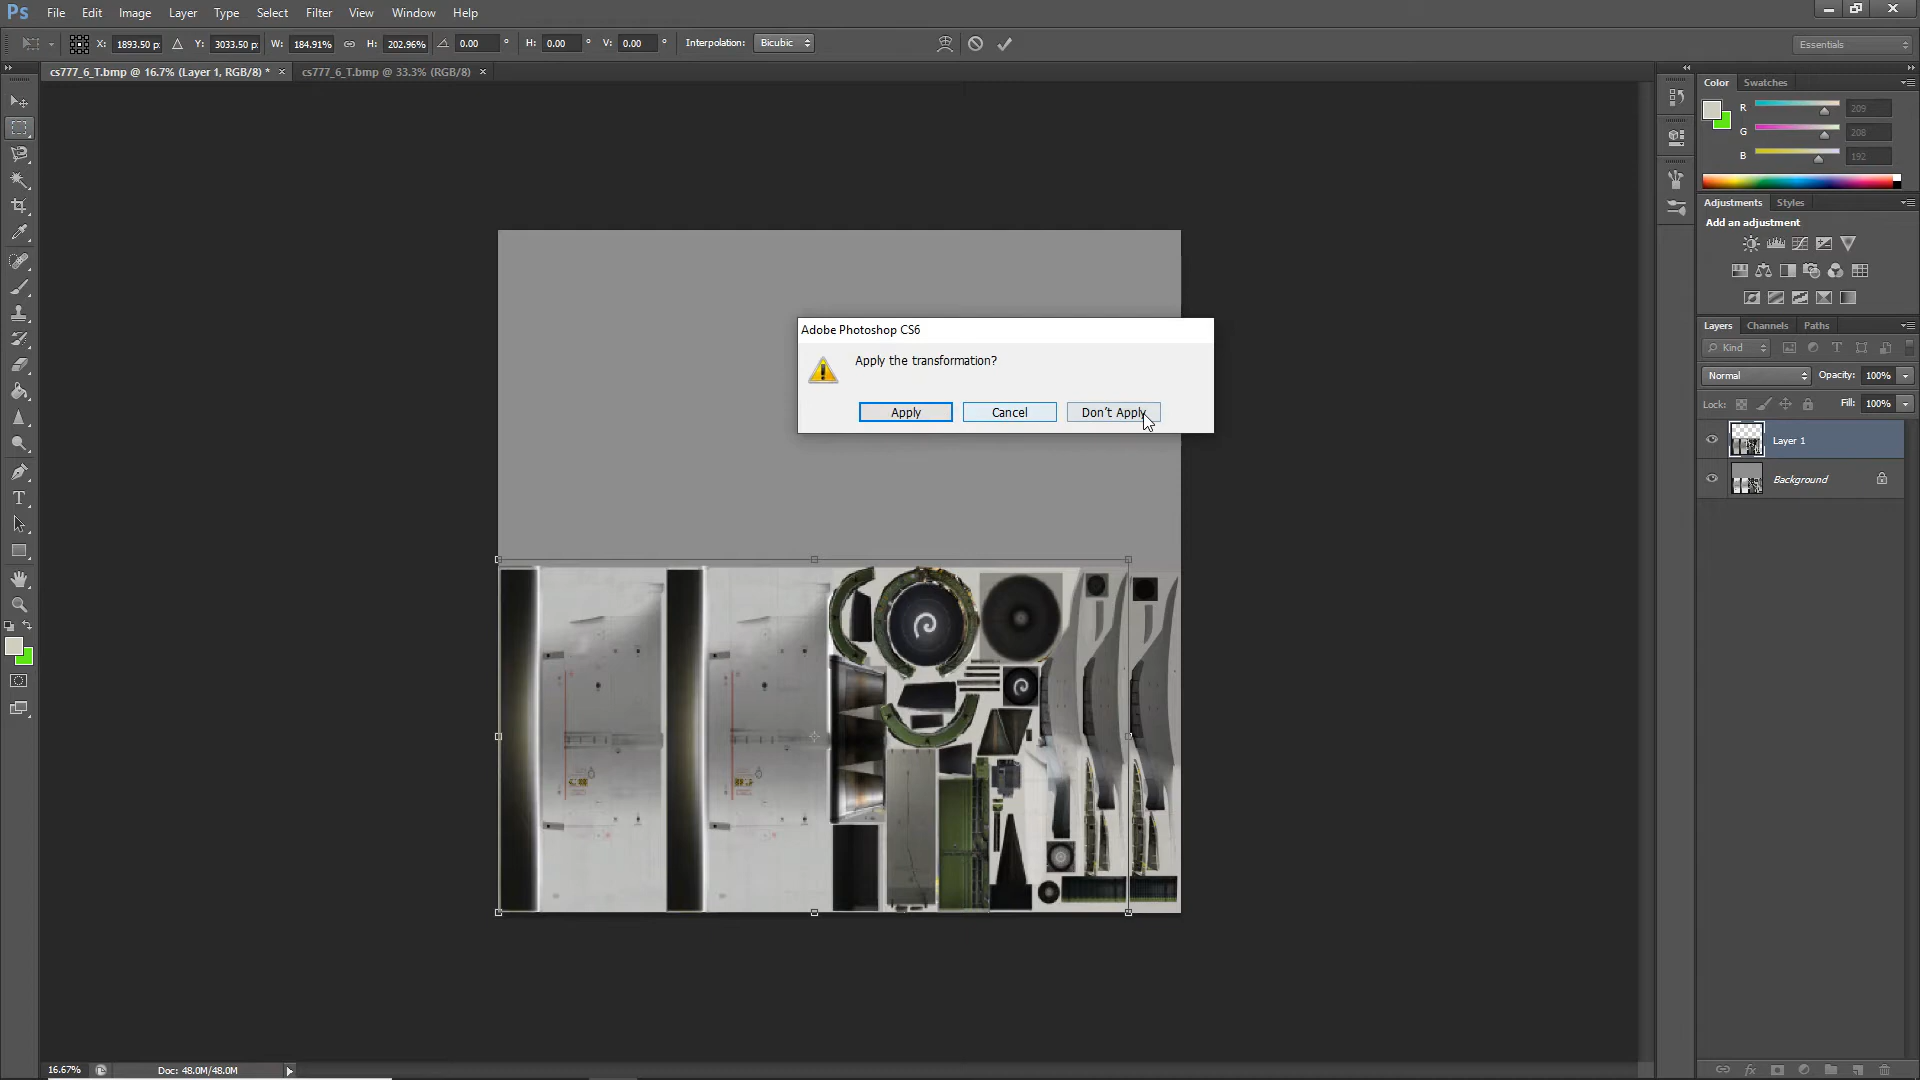 Ps File Edit Image Layer Type Select Filter View Window Help
X: 1893.50 p: Y: 3033.50 p: W: 184.91% H: 202.96% 0.00 ° H: 0.00 ° V: 0.00 ° Interpolation: Bicubic Essentials
cs777_6_T.bmp @ 16.7% (Layer 1, RGB/8) * × cs777_6_T.bmp @ 33.3% (RGB/8) ×
Color Swatches
R 209
G 208
B 192
Adjustments Styles
Add an adjustment
Adobe Photoshop CS6
Apply the transformation?
Apply Cancel Don't Apply
Layers Channels Paths
Kind
Normal Opacity: 100%
Lock: Fill: 100%
Layer 1
Background
16.67% Doc: 48.0M/48.0M